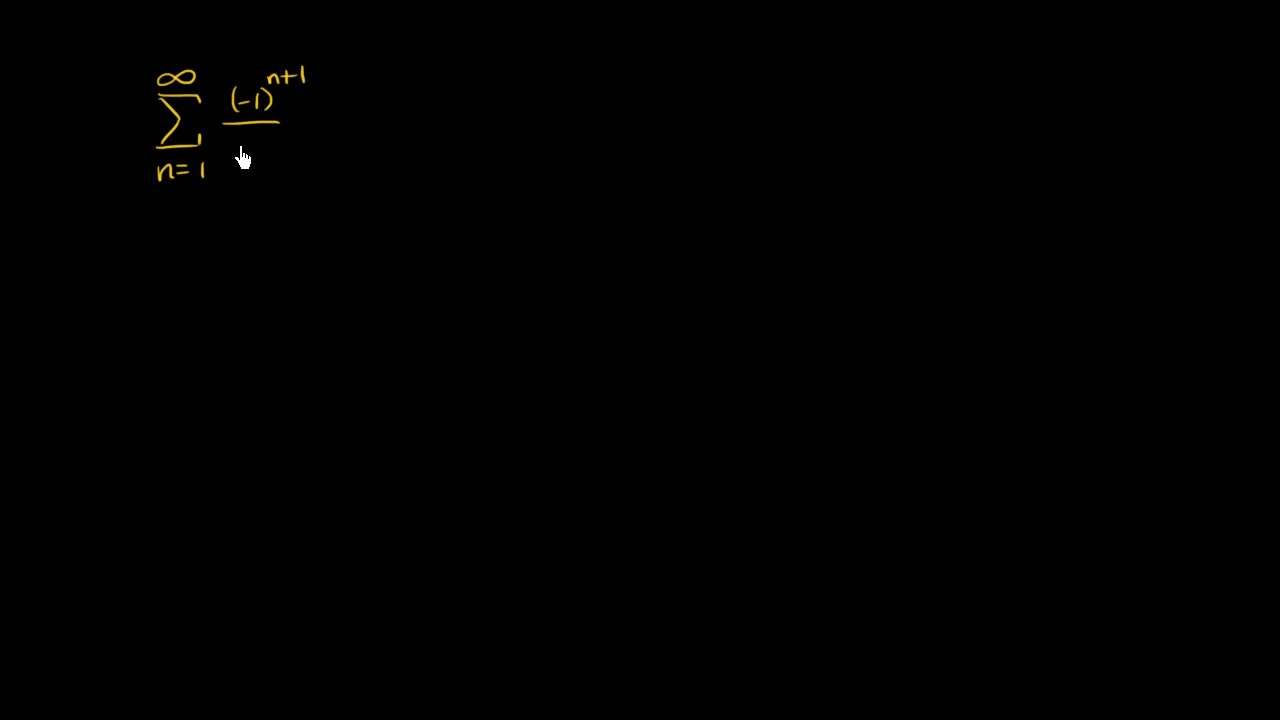 ∞
∑ (-1)^{n+1}/
n=1